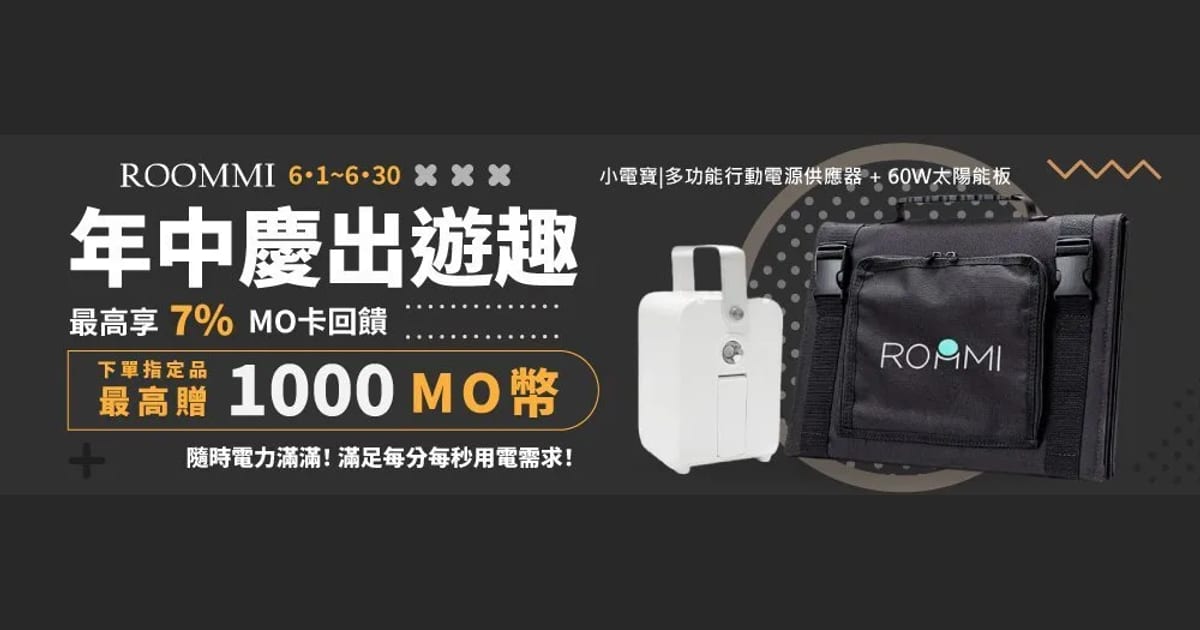 ROOMMI 6•1~6•30
年中慶出遊趣
最高享 7% MO卡回饋
下單指定品
最高贈 1000 MO幣
隨時電力滿滿! 滿足每分每秒用電需求!
小電寶|多功能行動電源供應器 + 60W太陽能板
ROMMI